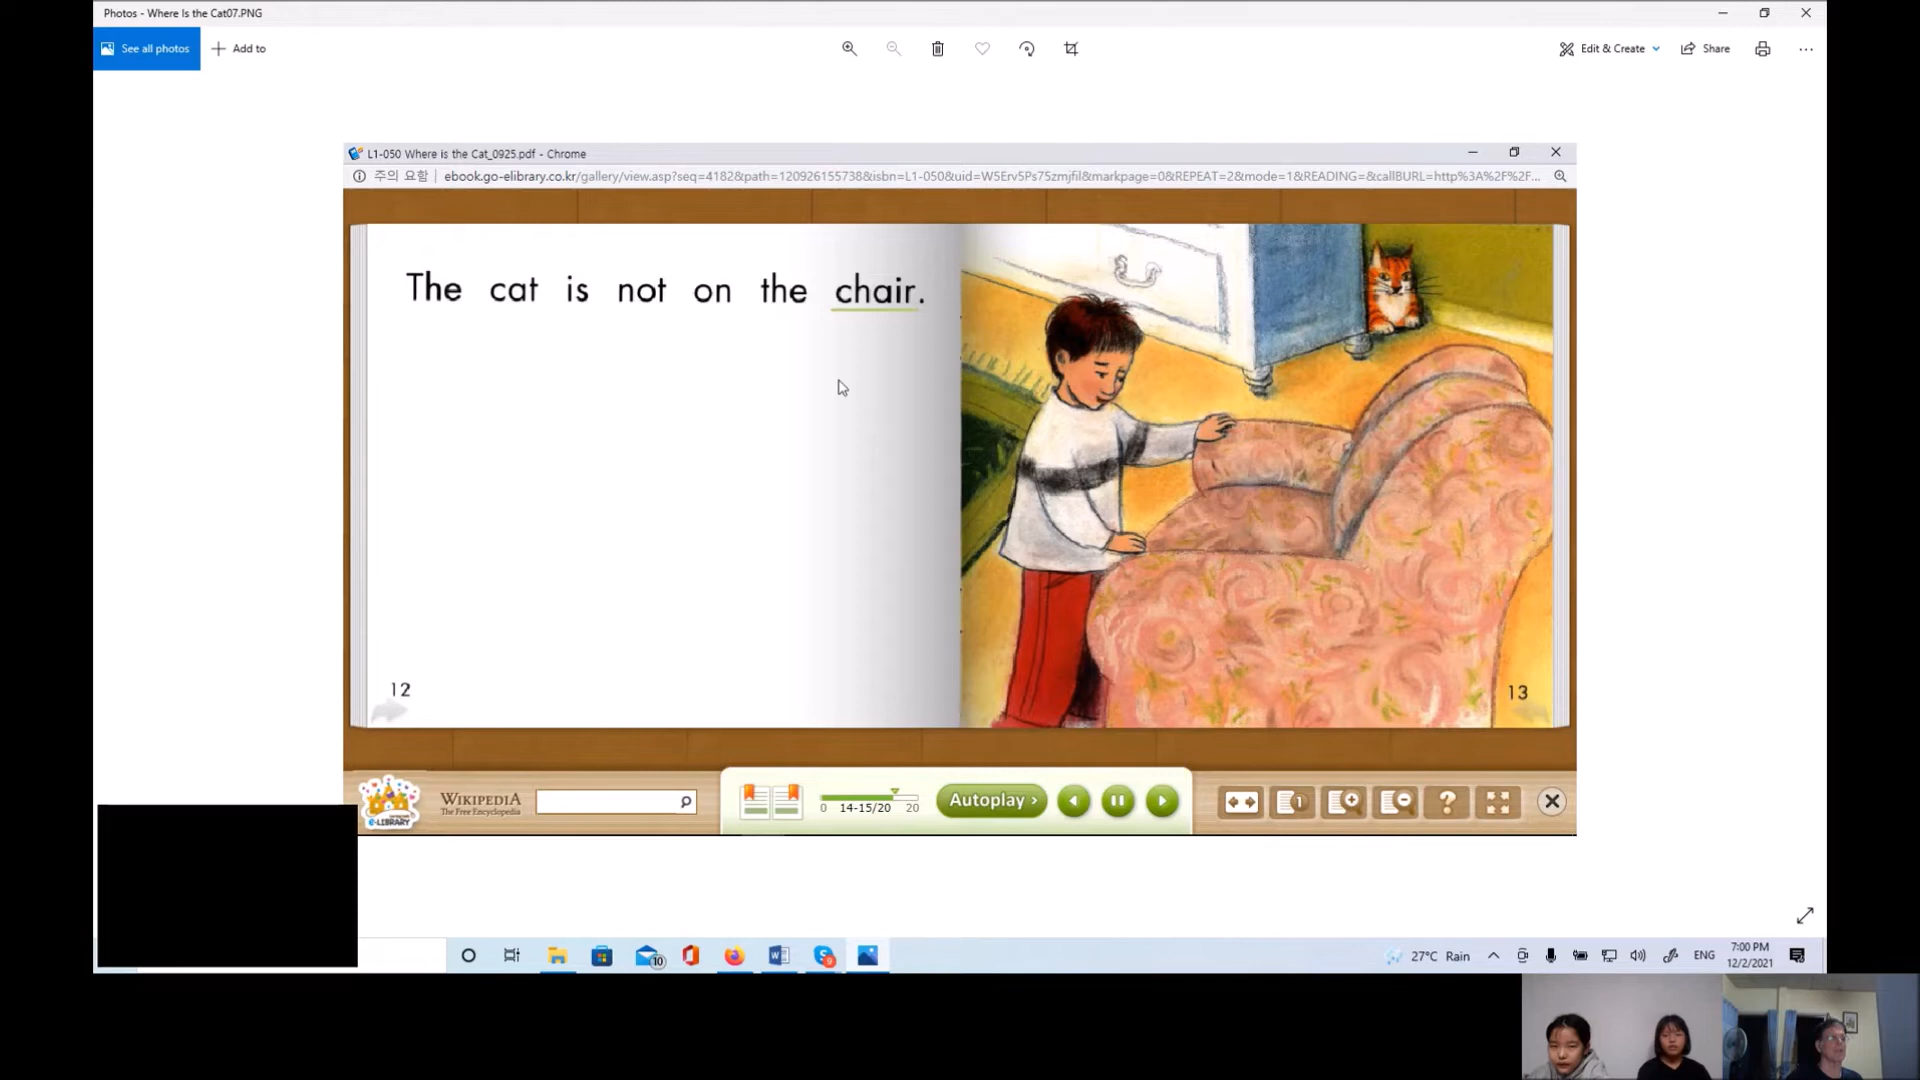 Photos - Where Is the Cat07.PNG
See all photos
Add to
Edit & Create
Share
L1-050 Where is the Cat_0925.pdf - Chrome
주의 요함 | ebook.go-elibrary.co.kr/gallery/view.asp?seq=4182&path=120926155738&isbn=L1-050&uid=W5Erv5Ps75zmjfil&markpage=0&REPEAT=2&mode=1&READING=&callBURL=http%3A%2F%2F...
The cat is not on the chair.
12
13
e-LIBRARY
WIKIPEDIA
The Free Encyclopedia
0 14-15/20 20
Autoplay ›
1
?
10
9
27°C Rain
ENG
7:00 PM
12/2/2021